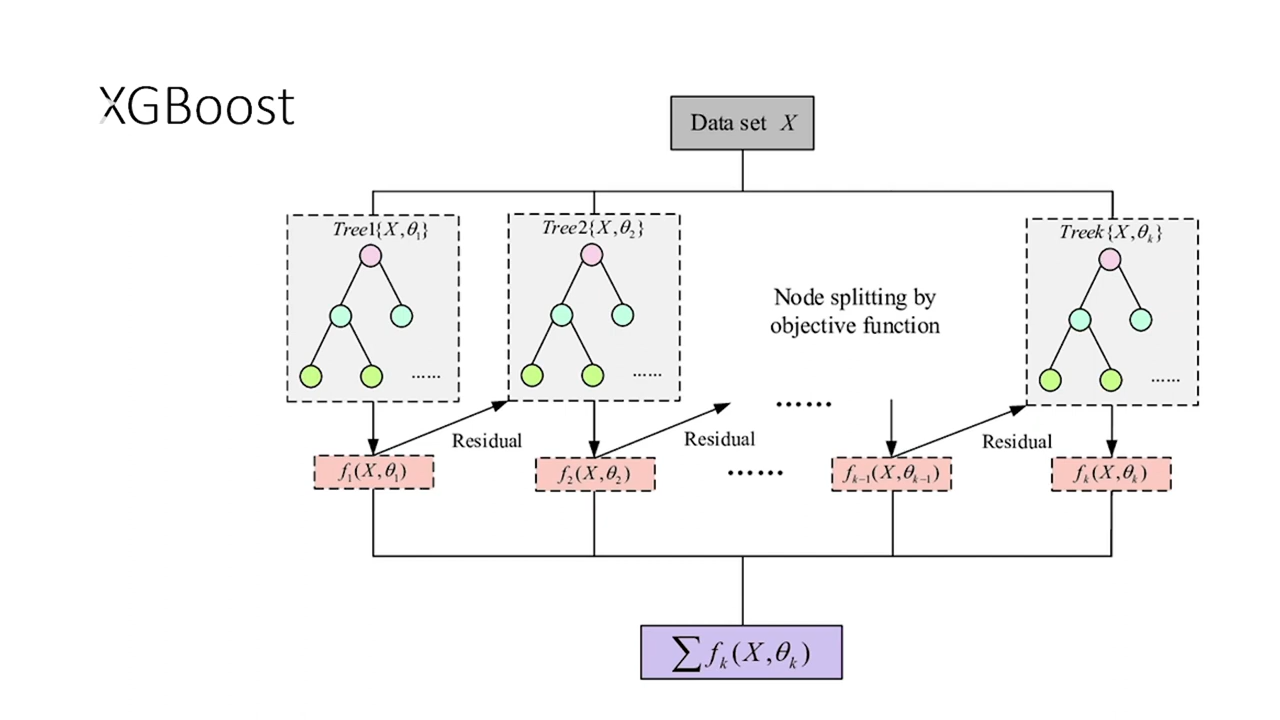 XGBoost
Data set X
Tree1{X,θ₁}
Tree2{X,θ₂}
Treek{X,θₖ}
Node splitting by
objective function
......
......
......
......
Residual
Residual
Residual
f₁(X,θ₁)
f₂(X,θ₂)
......
fₖ₋₁(X,θₖ₋₁)
fₖ(X,θₖ)
∑fₖ(X,θₖ)